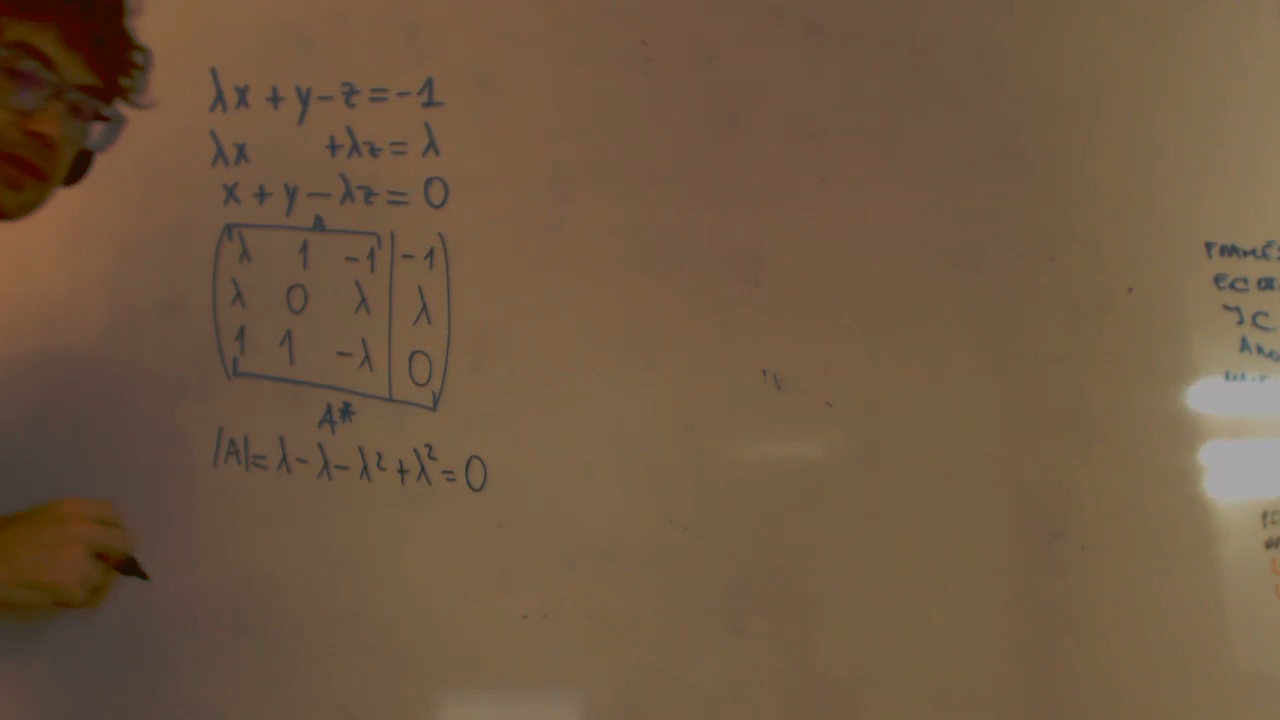 λx + y - z = -1
λx + λz = λ
x + y - λz = 0
A
λ 1 -1 | -1
λ 0 λ | λ
1 1 -λ | 0
A*
|A| = λ - λ - λ² + λ² = 0